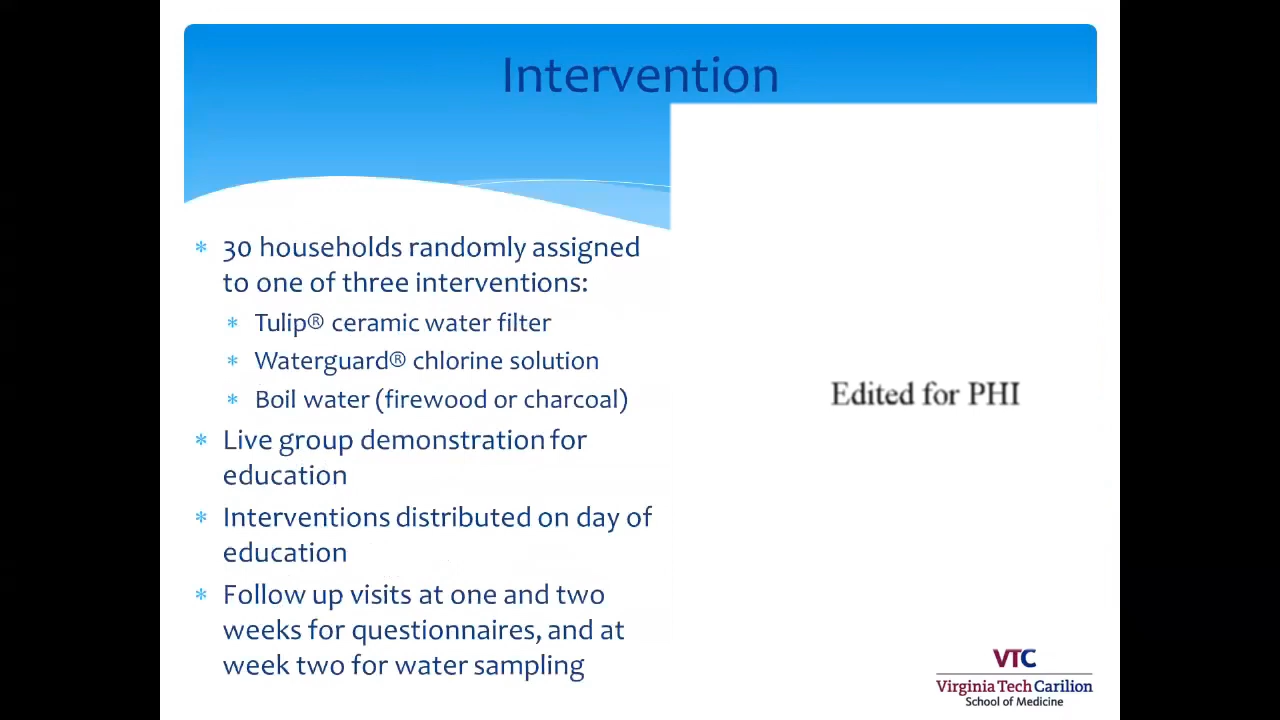 Intervention
* 30 households randomly assigned
to one of three interventions:
* Tulip® ceramic water filter
* Waterguard® chlorine solution
* Boil water (firewood or charcoal)
* Live group demonstration for
education
* Interventions distributed on day of
education
* Follow up visits at one and two
weeks for questionnaires, and at
week two for water sampling
Edited for PHI
VTC
Virginia Tech Carilion
School of Medicine